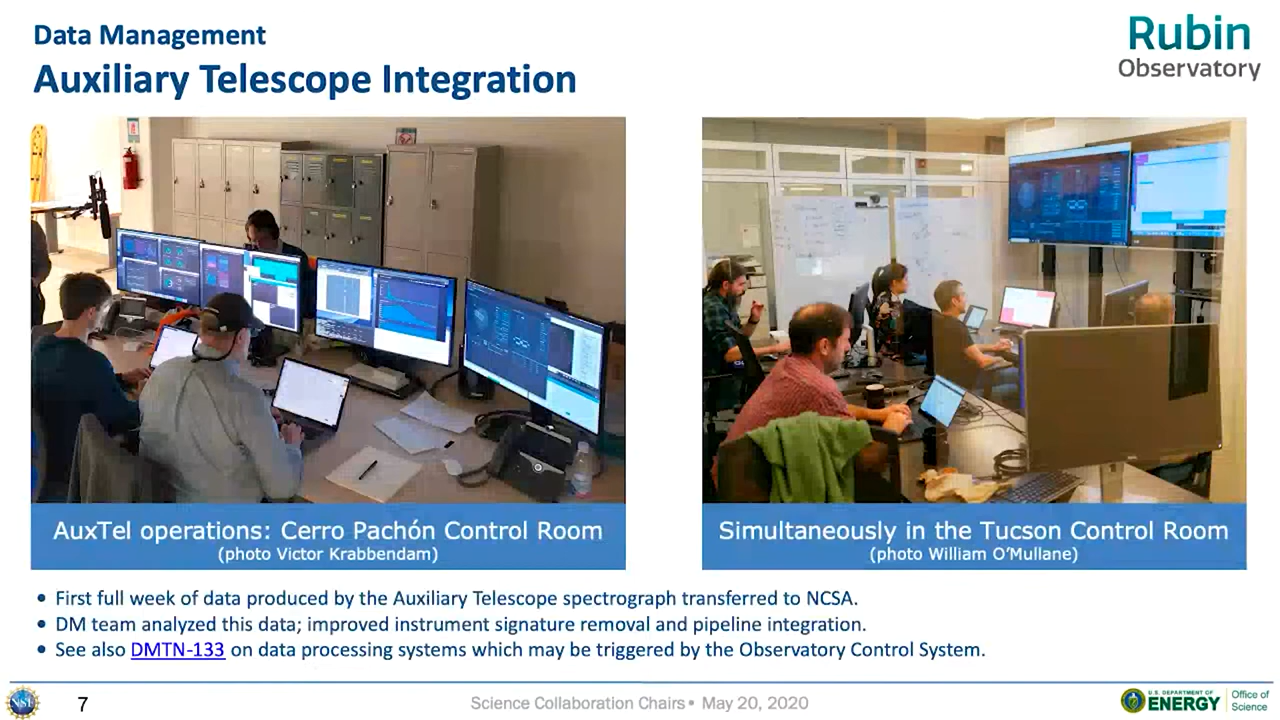 Data Management
Auxiliary Telescope Integration
Rubin
Observatory
AuxTel operations: Cerro Pachón Control Room
(photo Victor Krabbendam)
Simultaneously in the Tucson Control Room
(photo William O’Mullane)
• First full week of data produced by the Auxiliary Telescope spectrograph transferred to NCSA.
• DM team analyzed this data; improved instrument signature removal and pipeline integration.
• See also DMTN-133 on data processing systems which may be triggered by the Observatory Control System.
NSF
7
Science Collaboration Chairs• May 20, 2020
U.S. DEPARTMENT OF
ENERGY
Office of
Science